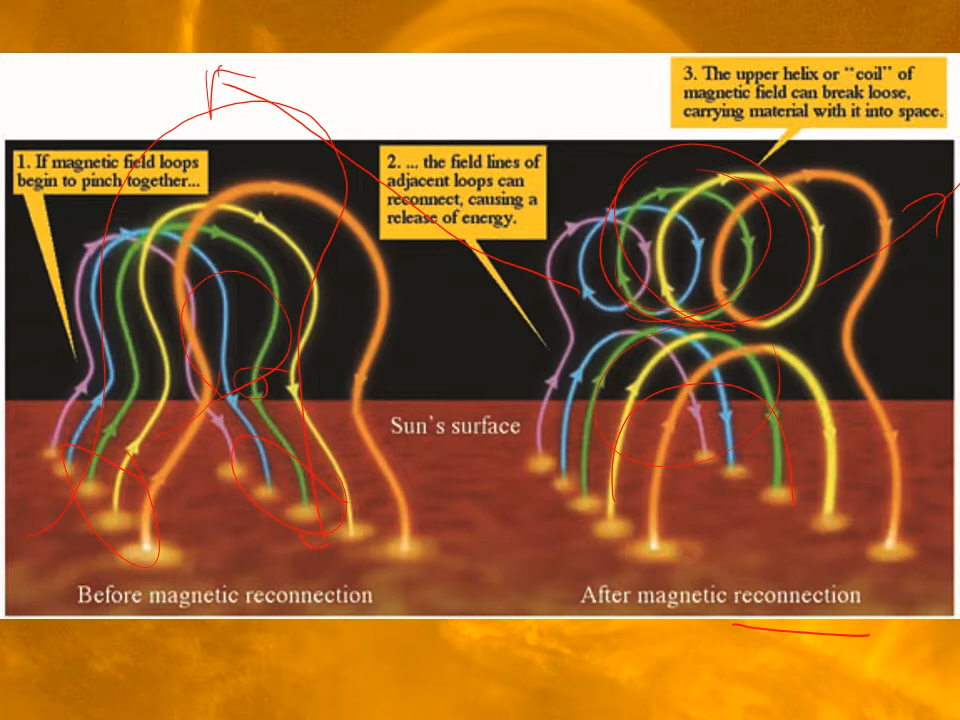 1. If magnetic field loops
begin to pinch together...
2. ... the field lines of
adjacent loops can
reconnect, causing a
release of energy.
3. The upper helix or “coil” of
magnetic field can break loose,
carrying material with it into space.
Sun's surface
Before magnetic reconnection
After magnetic reconnection